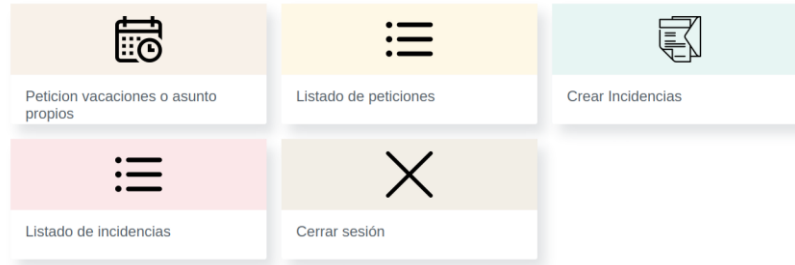 Peticion vacaciones o asunto
propios
Listado de peticiones
Crear Incidencias
Listado de incidencias
Cerrar sesión